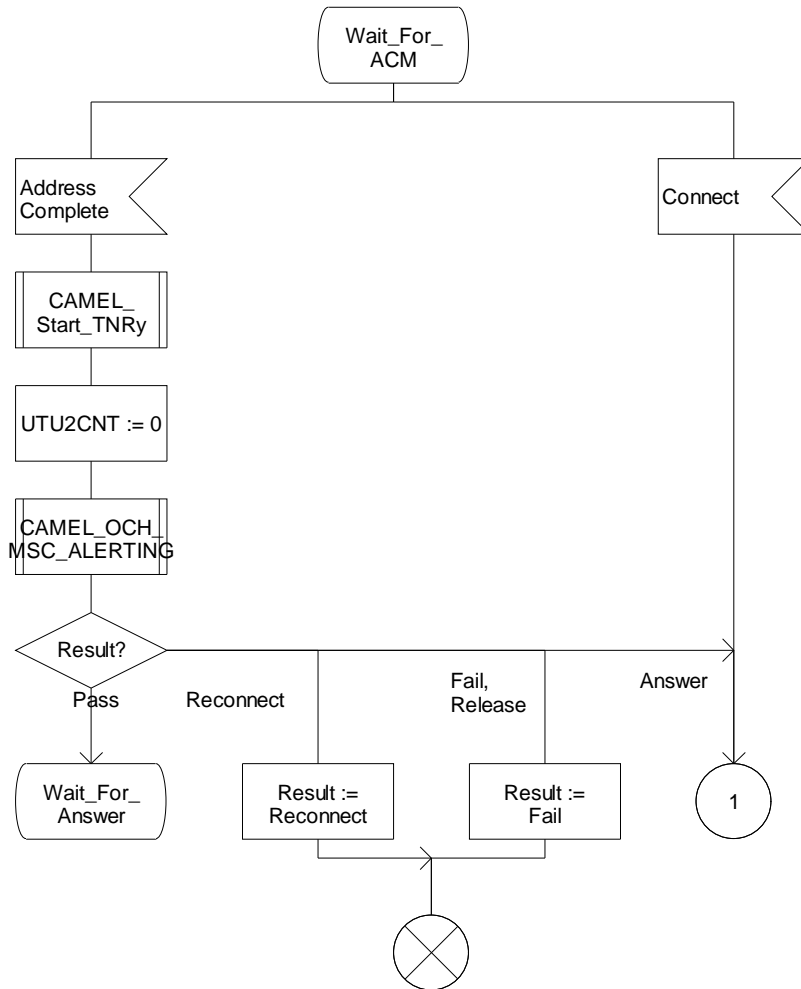 Wait_For_
ACM
Address
Complete
Connect
CAMEL_
Start_TNRy
UTU2CNT := 0
CAMEL_OCH_
MSC_ALERTING
Result?
Pass
Reconnect
Fail,
Release
Answer
Wait_For_
Answer
Result :=
Reconnect
Result :=
Fail
1